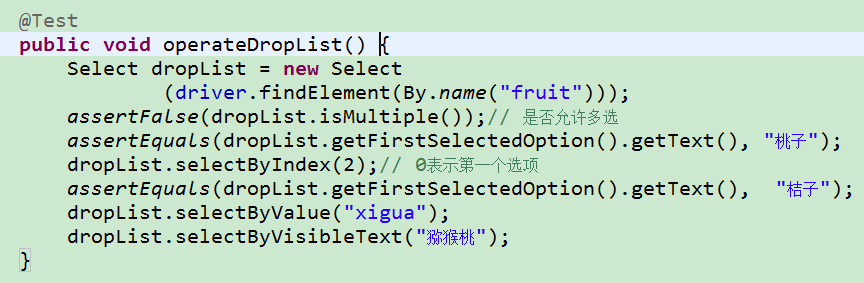 @Test
public void operateDropList() {
Select dropList = new Select
(driver.findElement(By.name("fruit")));
assertFalse(dropList.isMultiple());// 是否允许多选
assertEquals(dropList.getFirstSelectedOption().getText(), "桃子");
dropList.selectByIndex(2);// 0表示第一个选项
assertEquals(dropList.getFirstSelectedOption().getText(), "桔子");
dropList.selectByValue("xigua");
dropList.selectByVisibleText("猕猴桃");
}